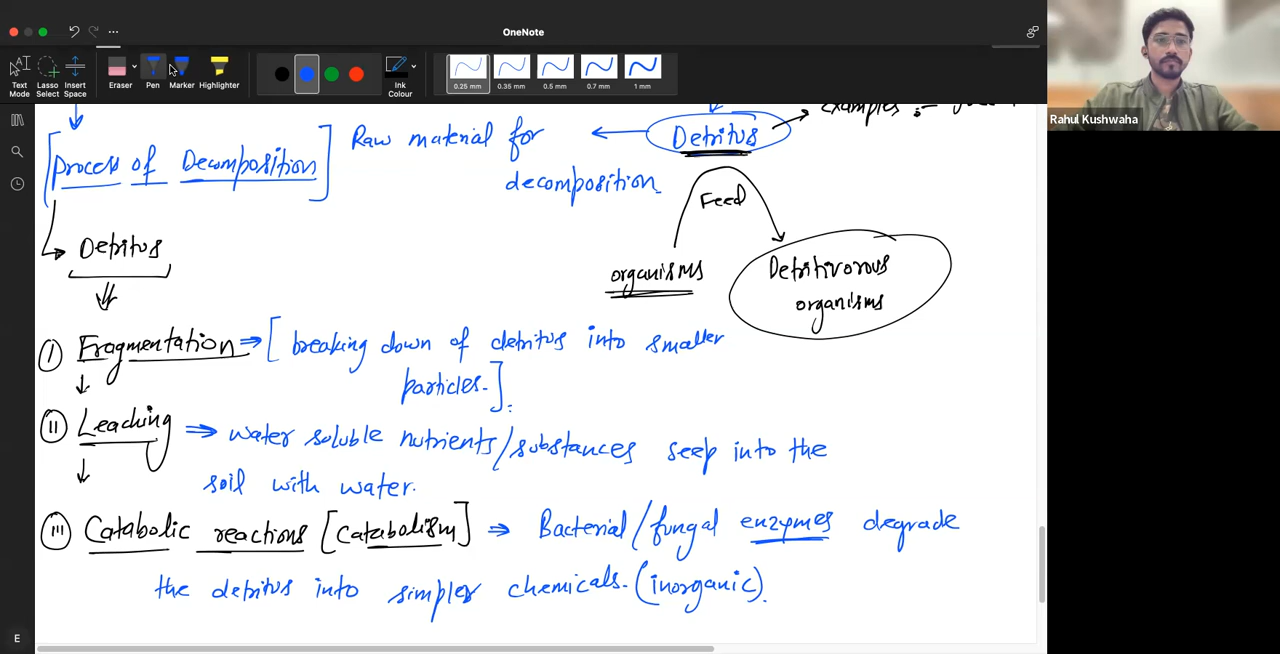 OneNote
Text Mode
Lasso Select
Insert Space
Eraser
Pen
Marker
Highlighter
Ink Colour
0.25 mm
0.35 mm
0.5 mm
0.7 mm
1 mm
Rahul Kushwaha
examples :-
[Process of Decomposition]
Raw material for
decomposition.
Detritus
Feed
Detritus
organisms
Detritivorous
organisms
I Fragmentation ⇒ [breaking down of detritus into smaller
particles.]
II Leaching ⇒ water soluble nutrients/substances seep into the
soil with water.
III Catabolic reactions [Catabolism] ⇒ Bacterial/fungal enzymes degrade
the detritus into simpler chemicals. (inorganic).
E